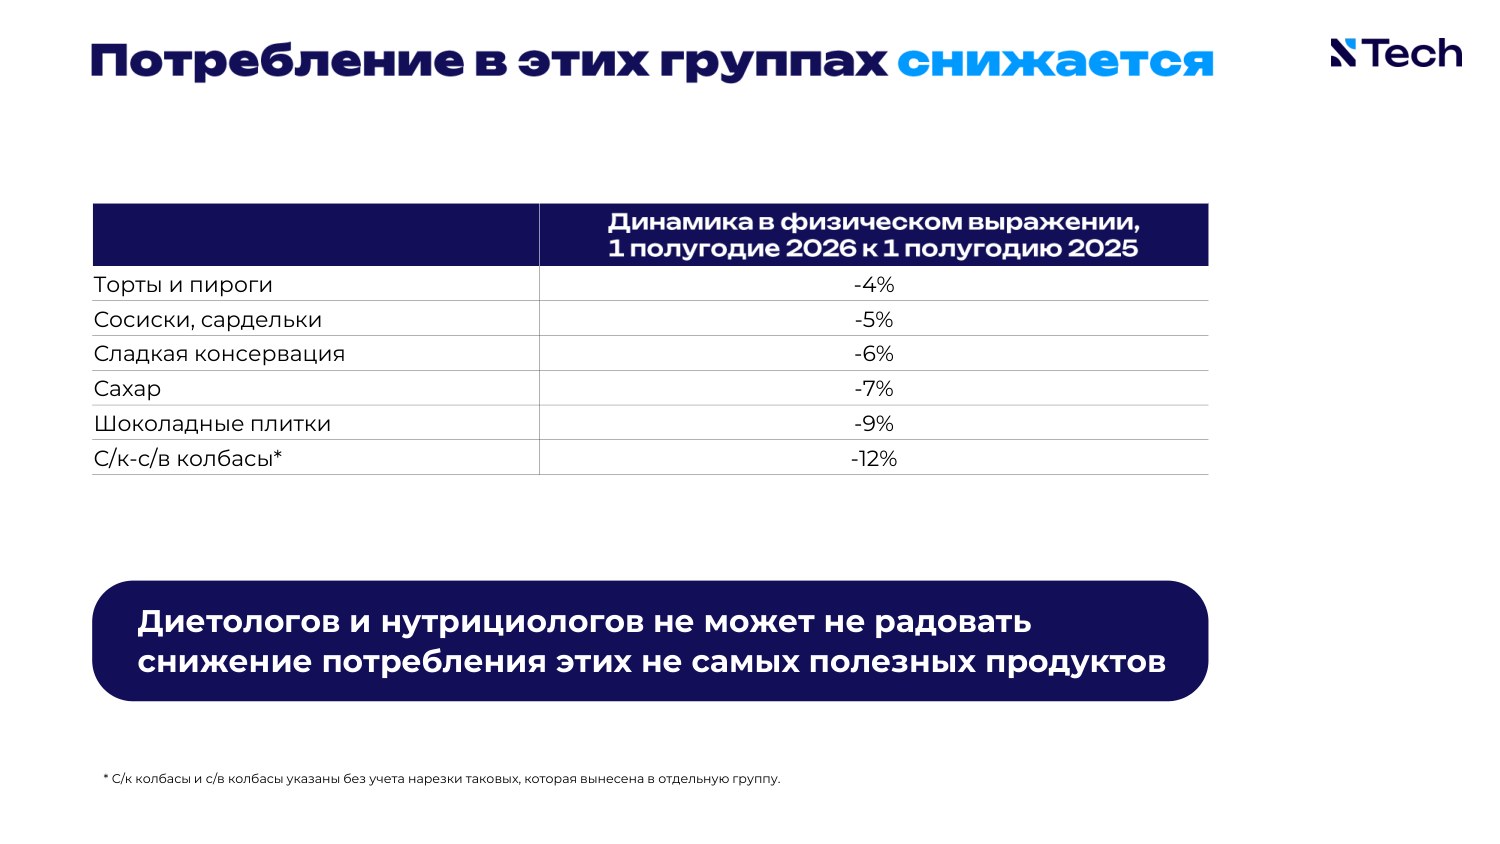 Потребление в этих группах снижается
Tech
Динамика в физическом выражении,
1 полугодие 2026 к 1 полугодию 2025
Торты и пироги -4%
Сосиски, сардельки -5%
Сладкая консервация -6%
Сахар -7%
Шоколадные плитки -9%
С/к-с/в колбасы* -12%
Диетологов и нутрициологов не может не радовать
снижение потребления этих не самых полезных продуктов
* С/к колбасы и с/в колбасы указаны без учета нарезки таковых, которая вынесена в отдельную группу.